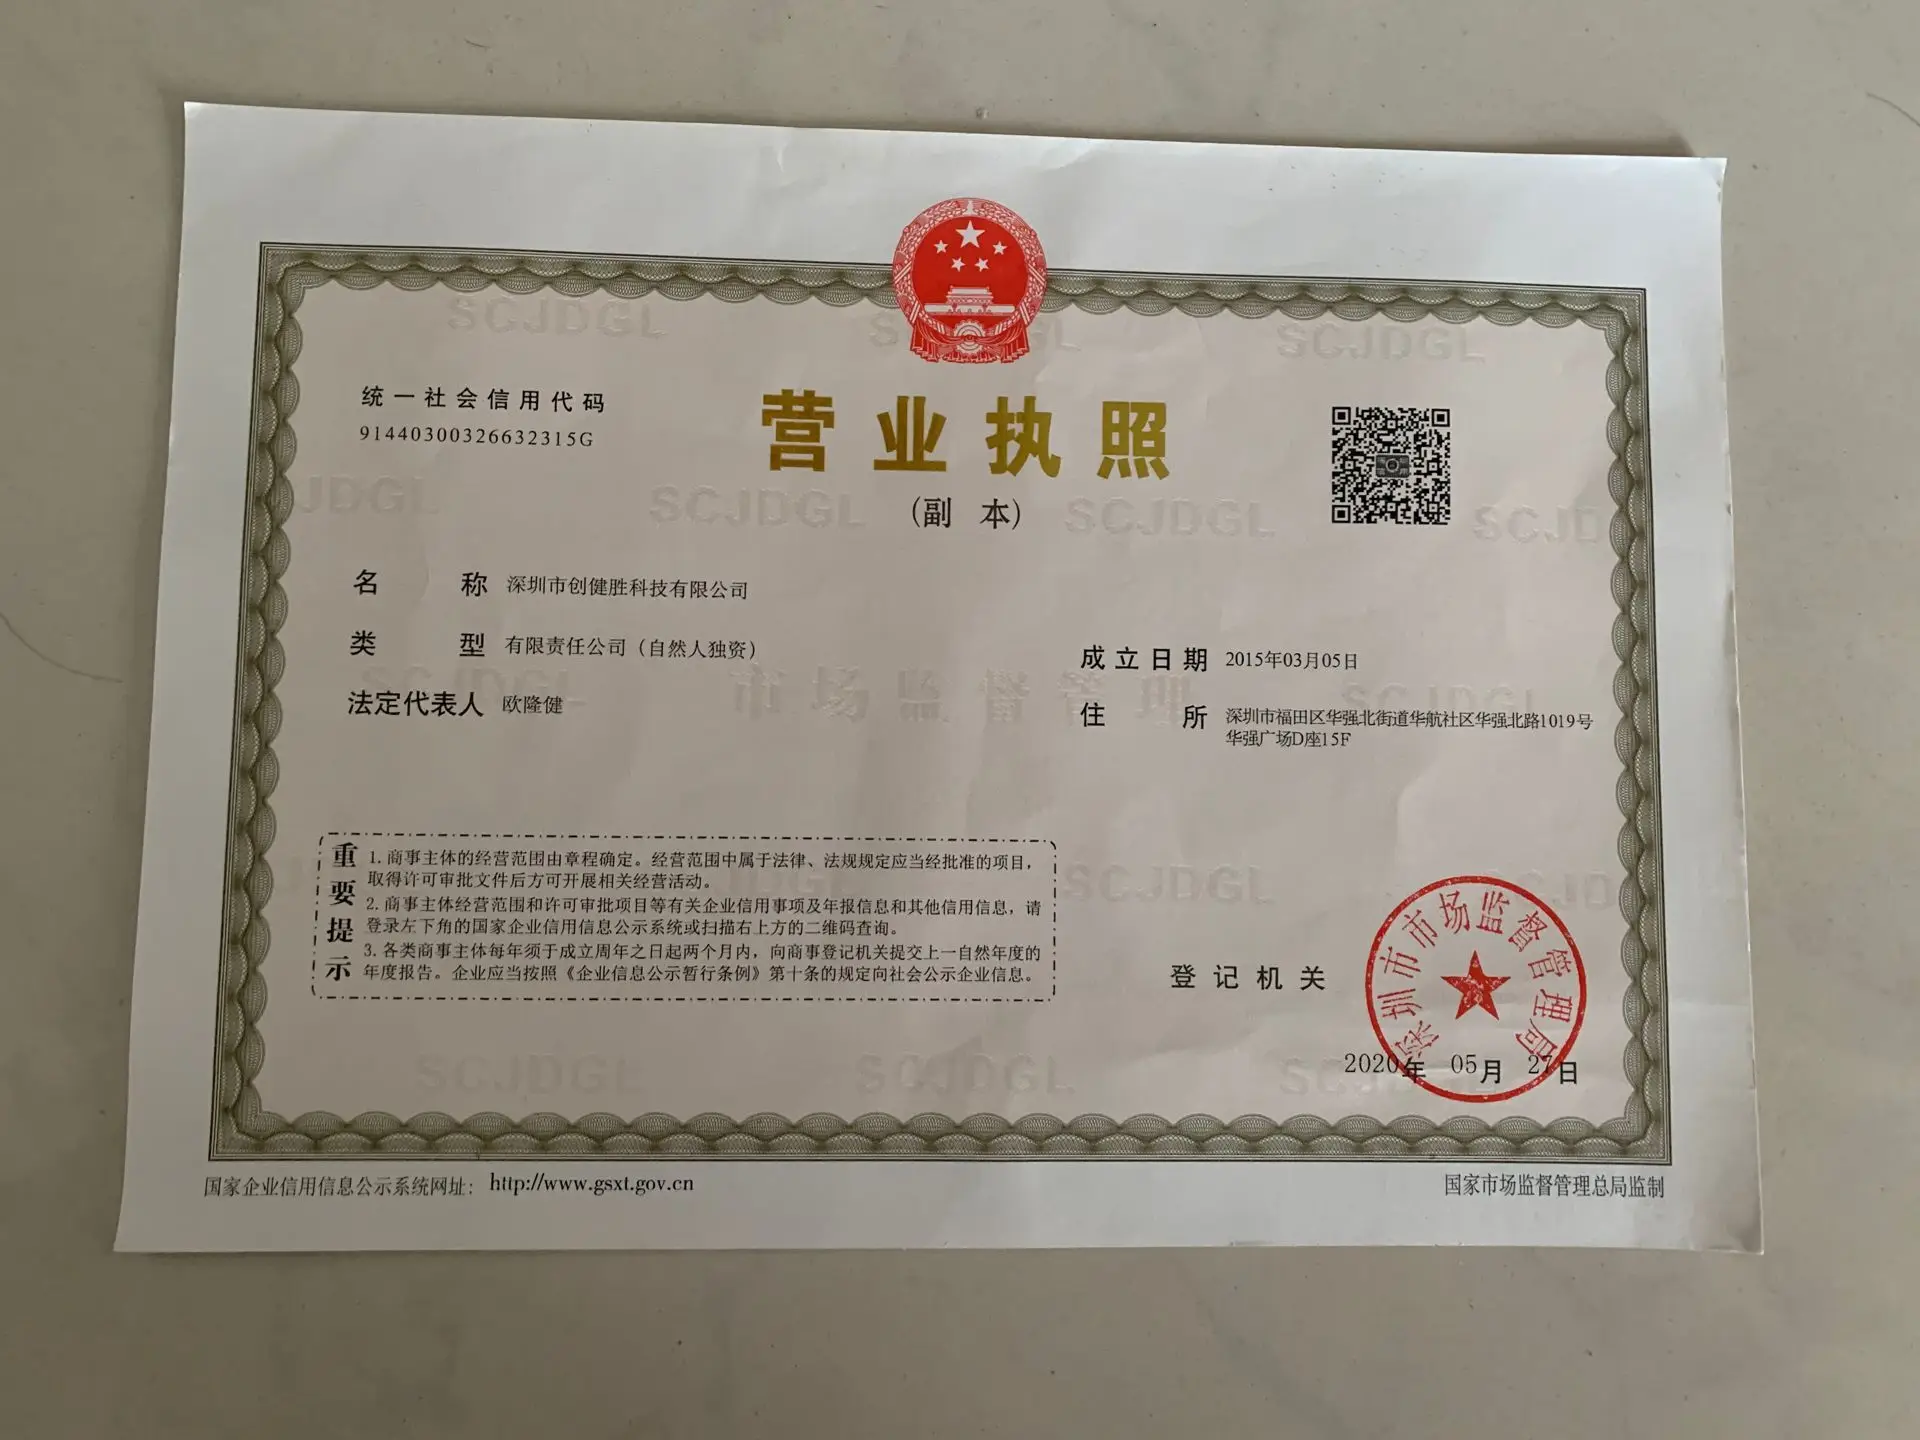 统一社会信用代码
91440300326632315G
营业执照
(副 本)
名 称 深圳市创健胜科技有限公司
类 型 有限责任公司（自然人独资）
法定代表人 欧隆健
成立日期 2015年03月05日
住 所 深圳市福田区华强北街道华航社区华强北路1019号
华强广场D座15F
重要提示
1. 商事主体的经营范围由章程确定。经营范围中属于法律、法规规定应当经批准的项目，
取得许可审批文件后方可开展相关经营活动。
2. 商事主体经营范围和许可审批项目等有关企业信用事项及年报信息和其他信用信息，请
登录左下角的国家企业信用信息公示系统或扫描右上方的二维码查询。
3. 各类商事主体每年须于成立周年之日起两个月内，向商事登记机关提交上一自然年度的
年度报告。企业应当按照《企业信息公示暂行条例》第十条的规定向社会公示企业信息。
登记机关
深圳市市场监督管理局
2020年 05月 27日
国家企业信用信息公示系统网址： http://www.gsxt.gov.cn
国家市场监督管理总局监制
SCJDGL
SCJDGL
SCJDGL
JDGL
SCJDGL
SCJDGL
SCJD
SCJDGL
市场监督管理
SCJDGL
SCJDGL
SCJDGL
SCJDGL